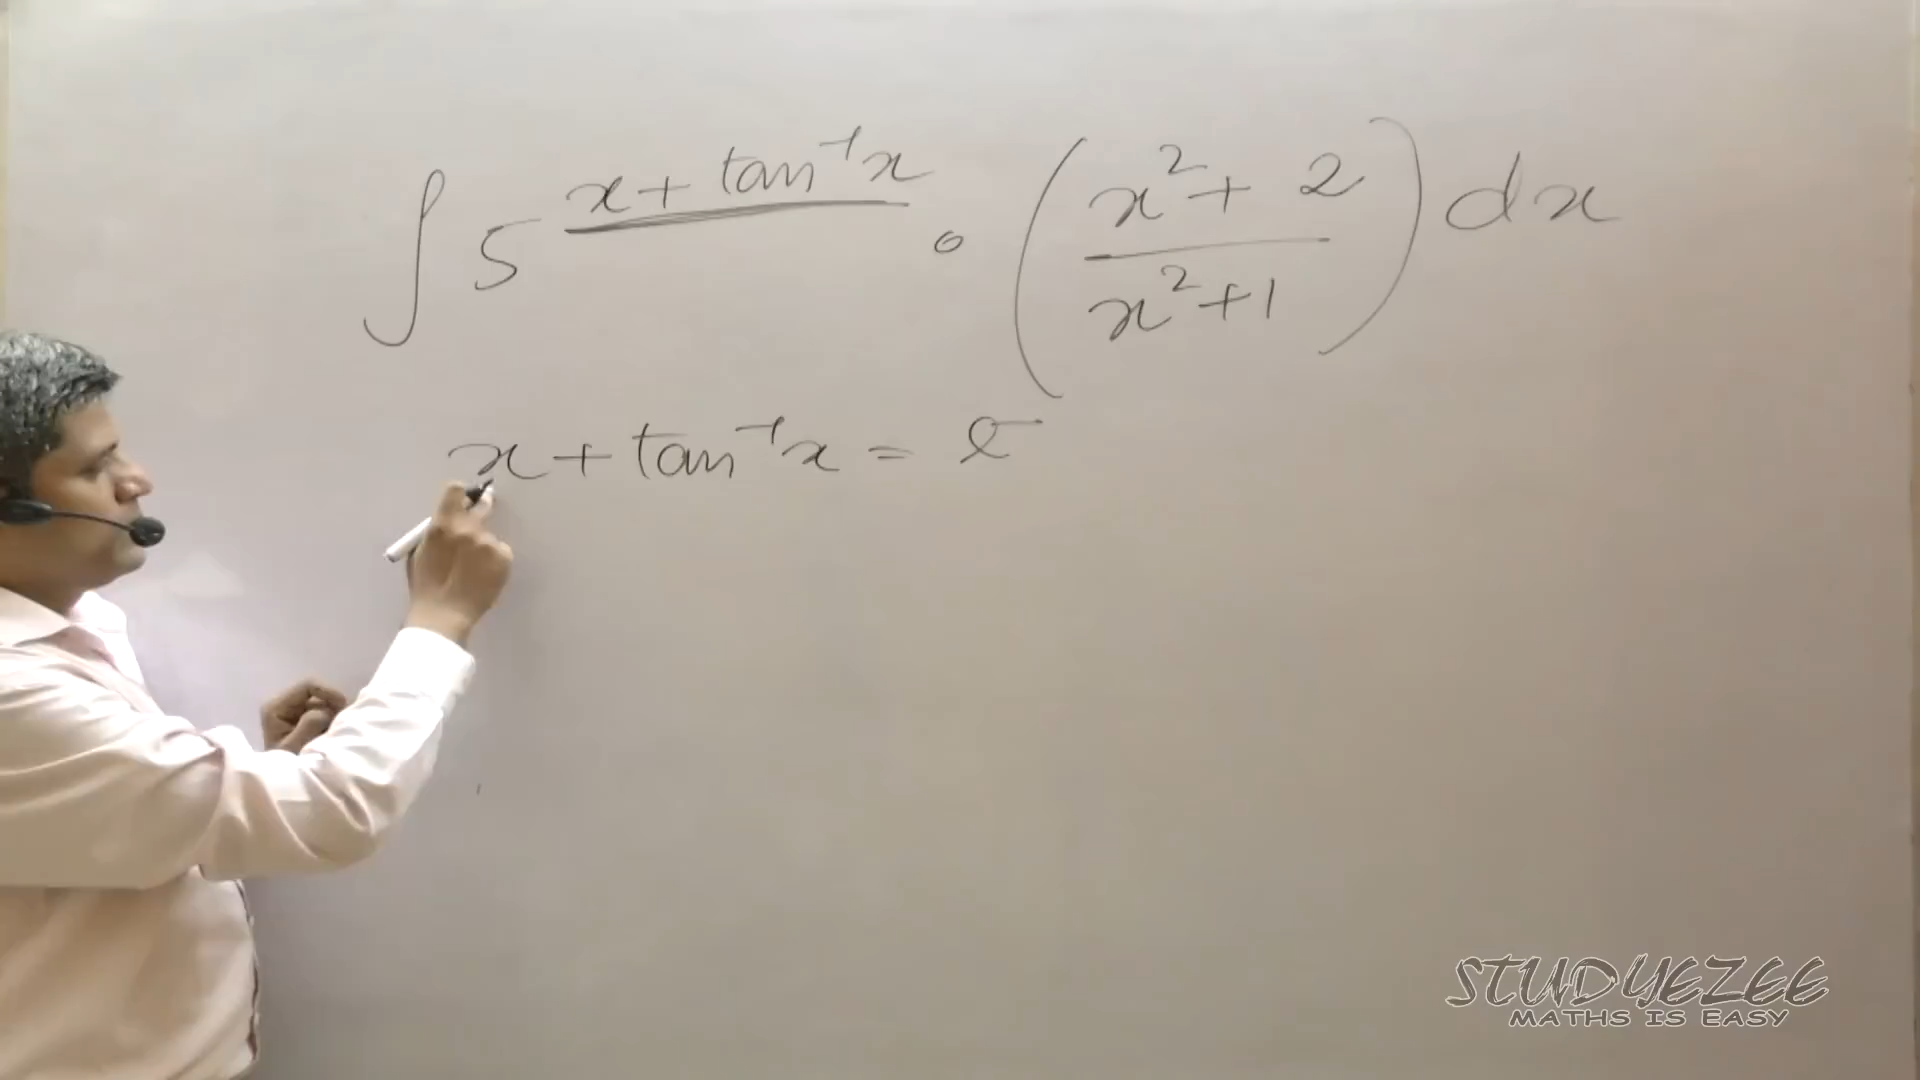 ∫ 5^(x + tan⁻¹x) · ((x² + 2)/(x² + 1)) dx
x + tan⁻¹x = t
STUDYEZEE
MATHS IS EASY